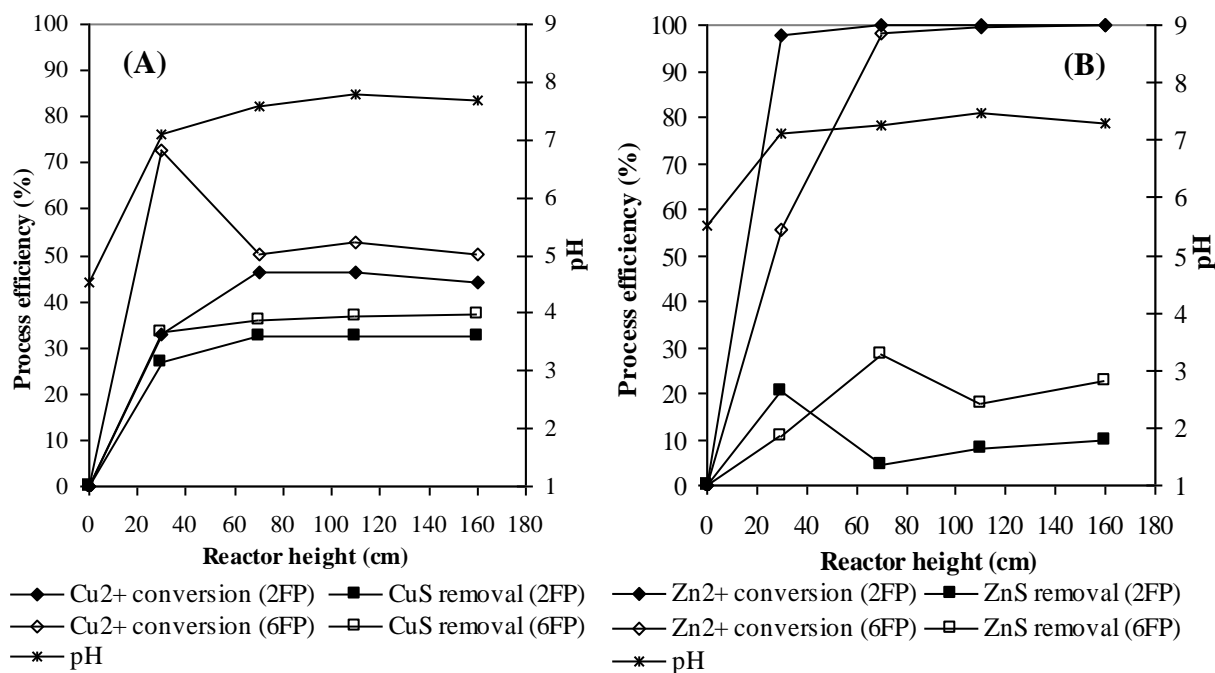 (A)
Process efficiency (%)
100
90
80
70
60
50
40
30
20
10
0
9
8
7
6
5
4
3
2
1
pH
0 20 40 60 80 100 120 140 160 180
Reactor height (cm)
Cu2+ conversion (2FP) CuS removal (2FP)
Cu2+ conversion (6FP) CuS removal (6FP)
pH
(B)
Process efficiency (%)
100
90
80
70
60
50
40
30
20
10
0
9
8
7
6
5
4
3
2
1
pH
0 20 40 60 80 100 120 140 160 180
Reactor height (cm)
Zn2+ conversion (2FP) ZnS removal (2FP)
Zn2+ conversion (6FP) ZnS removal (6FP)
pH